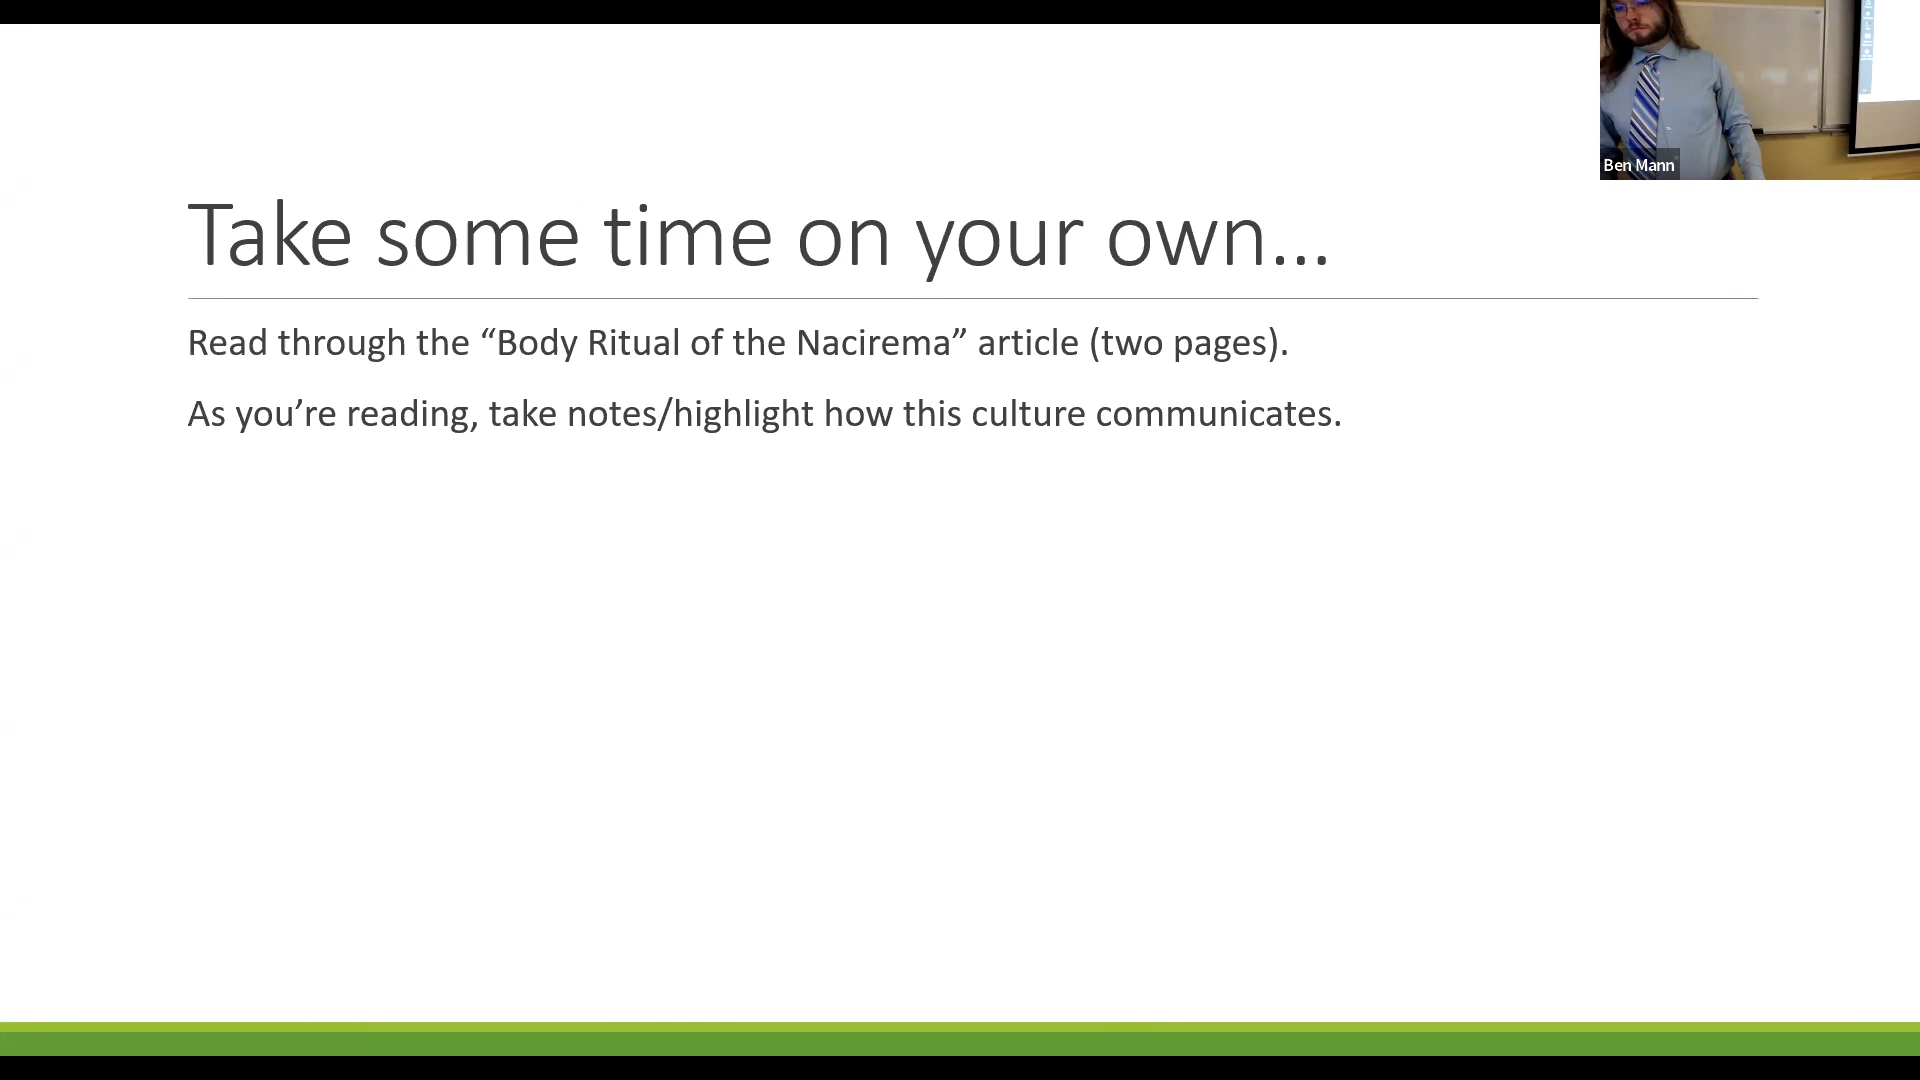 Ben Mann
Take some time on your own…
Read through the “Body Ritual of the Nacirema” article (two pages).
As you’re reading, take notes/highlight how this culture communicates.